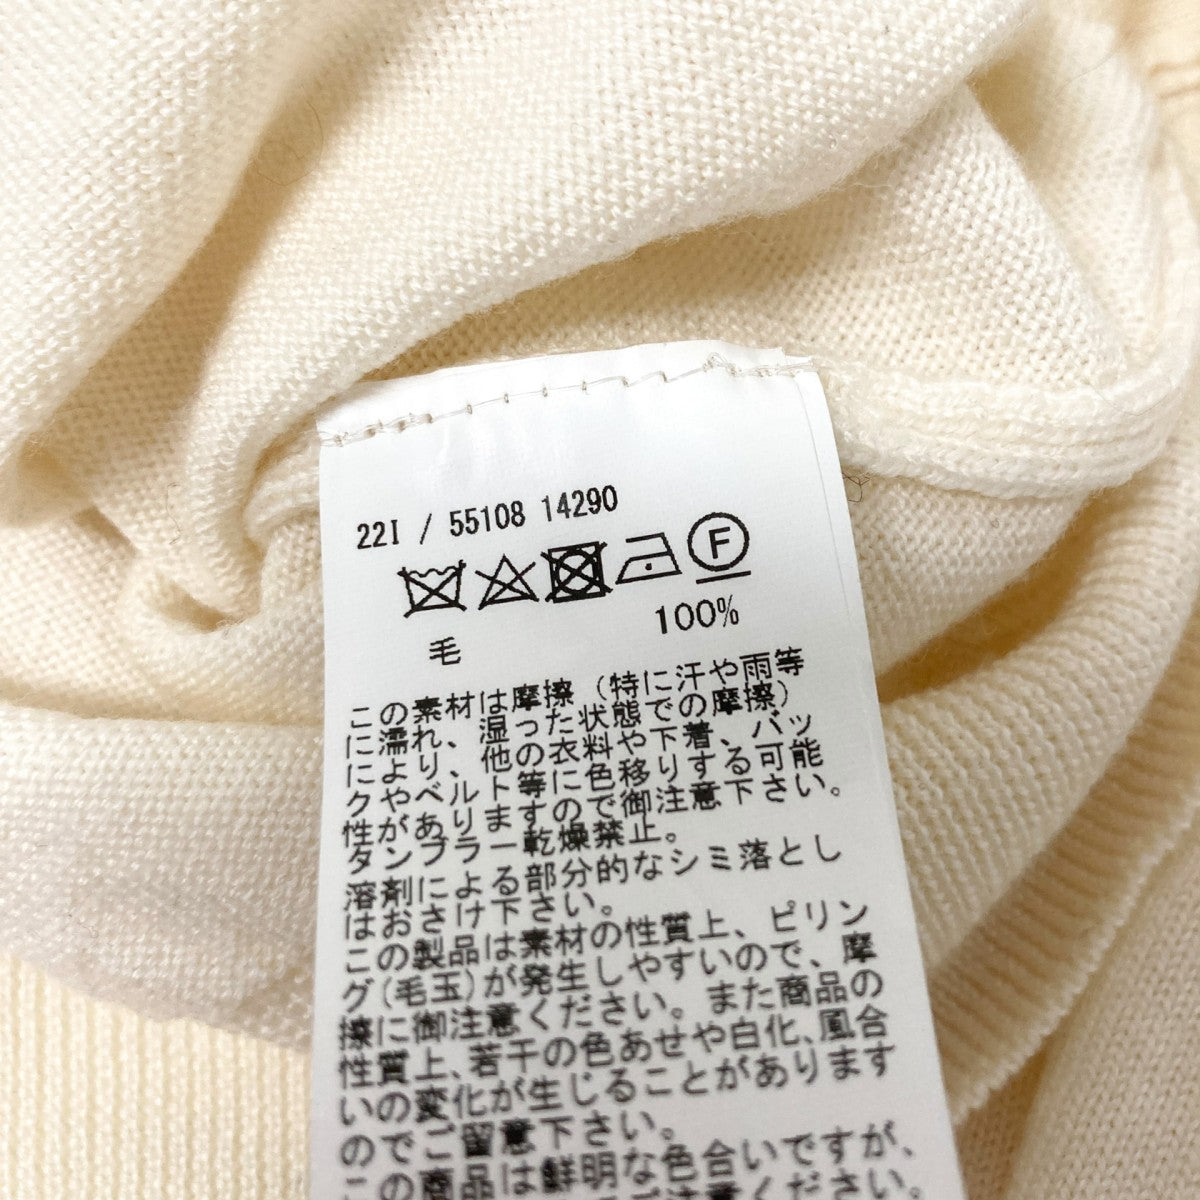 22I / 55108 14290
F
毛 100%
この素材は摩擦（特に汗や雨等
に濡れ、湿った状態での摩擦）
により、他の衣料や下着、バッ
クやベルト等に色移りする可能
性がありますので御注意下さい。
タンブラー乾燥禁止。
溶剤による部分的なシミ落とし
はおさけ下さい。
この製品は素材の性質上、ピリン
グ(毛玉)が発生しやすいので、摩
擦に御注意ください。また商品の
性質上、若干の色あせや白化、風合
いの変化が生じることがあります
のでご留意下さい。
この商品は鮮明な色合いですが、